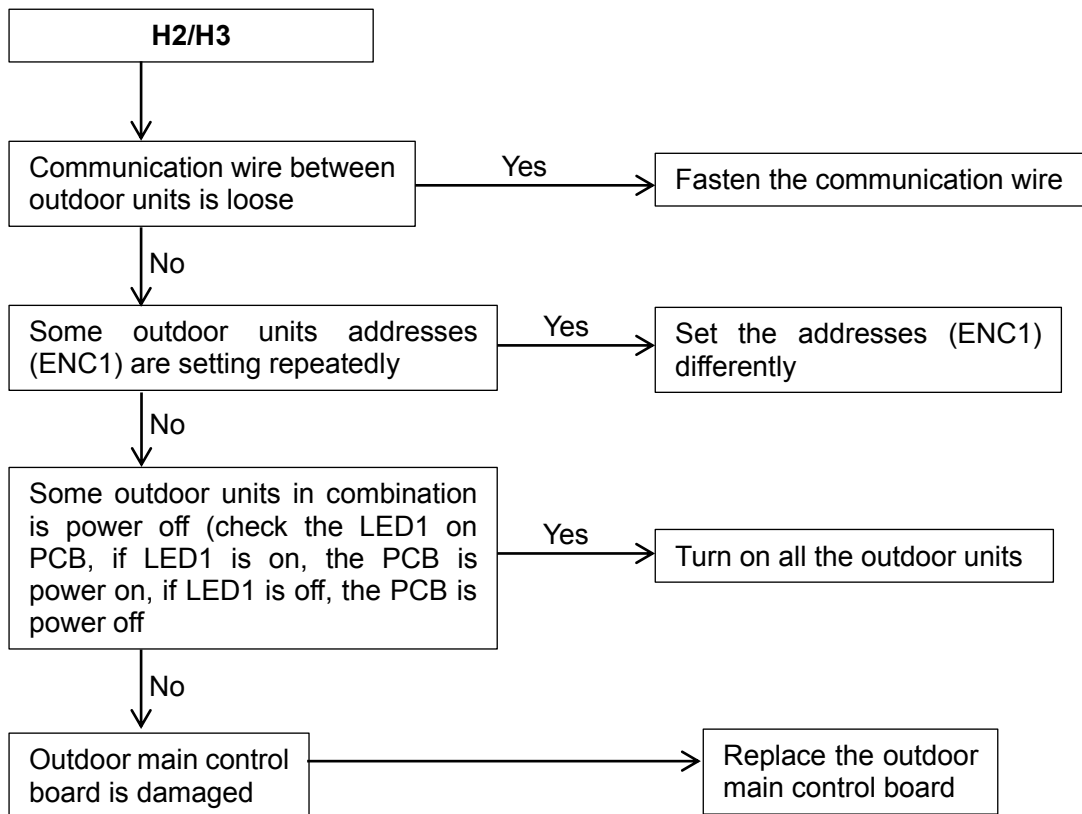 H2/H3
Communication wire between
outdoor units is loose
Yes
Fasten the communication wire
No
Some outdoor units addresses
(ENC1) are setting repeatedly
Yes
Set the addresses (ENC1)
differently
No
Some outdoor units in combination
is power off (check the LED1 on
PCB, if LED1 is on, the PCB is
power on, if LED1 is off, the PCB is
power off
Yes
Turn on all the outdoor units
No
Outdoor main control
board is damaged
Replace the outdoor
main control board